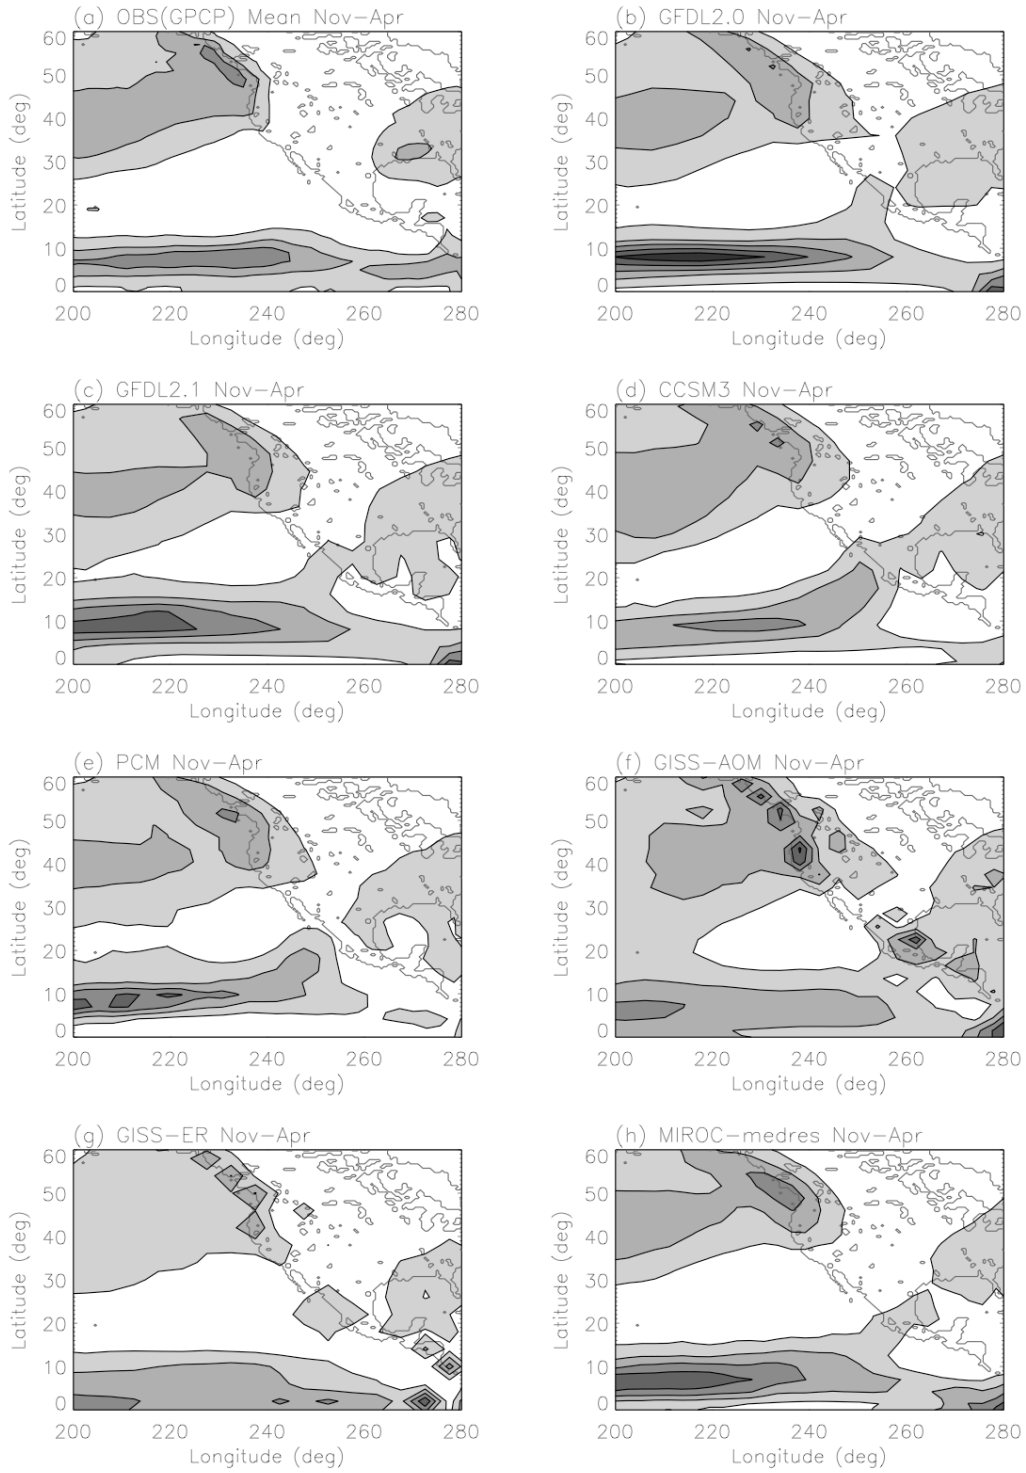 (a) OBS(GPCP) Mean Nov-Apr
60
50
40
30
20
10
0
Latitude (deg)
200 220 240 260 280
Longitude (deg)
(b) GFDL2.0 Nov-Apr
60
50
40
30
20
10
0
Latitude (deg)
200 220 240 260 280
Longitude (deg)
(c) GFDL2.1 Nov-Apr
60
50
40
30
20
10
0
Latitude (deg)
200 220 240 260 280
Longitude (deg)
(d) CCSM3 Nov-Apr
60
50
40
30
20
10
0
Latitude (deg)
200 220 240 260 280
Longitude (deg)
(e) PCM Nov-Apr
60
50
40
30
20
10
0
Latitude (deg)
200 220 240 260 280
Longitude (deg)
(f) GISS-AOM Nov-Apr
60
50
40
30
20
10
0
Latitude (deg)
200 220 240 260 280
Longitude (deg)
(g) GISS-ER Nov-Apr
60
50
40
30
20
10
0
Latitude (deg)
200 220 240 260 280
Longitude (deg)
(h) MIROC-medres Nov-Apr
60
50
40
30
20
10
0
Latitude (deg)
200 220 240 260 280
Longitude (deg)